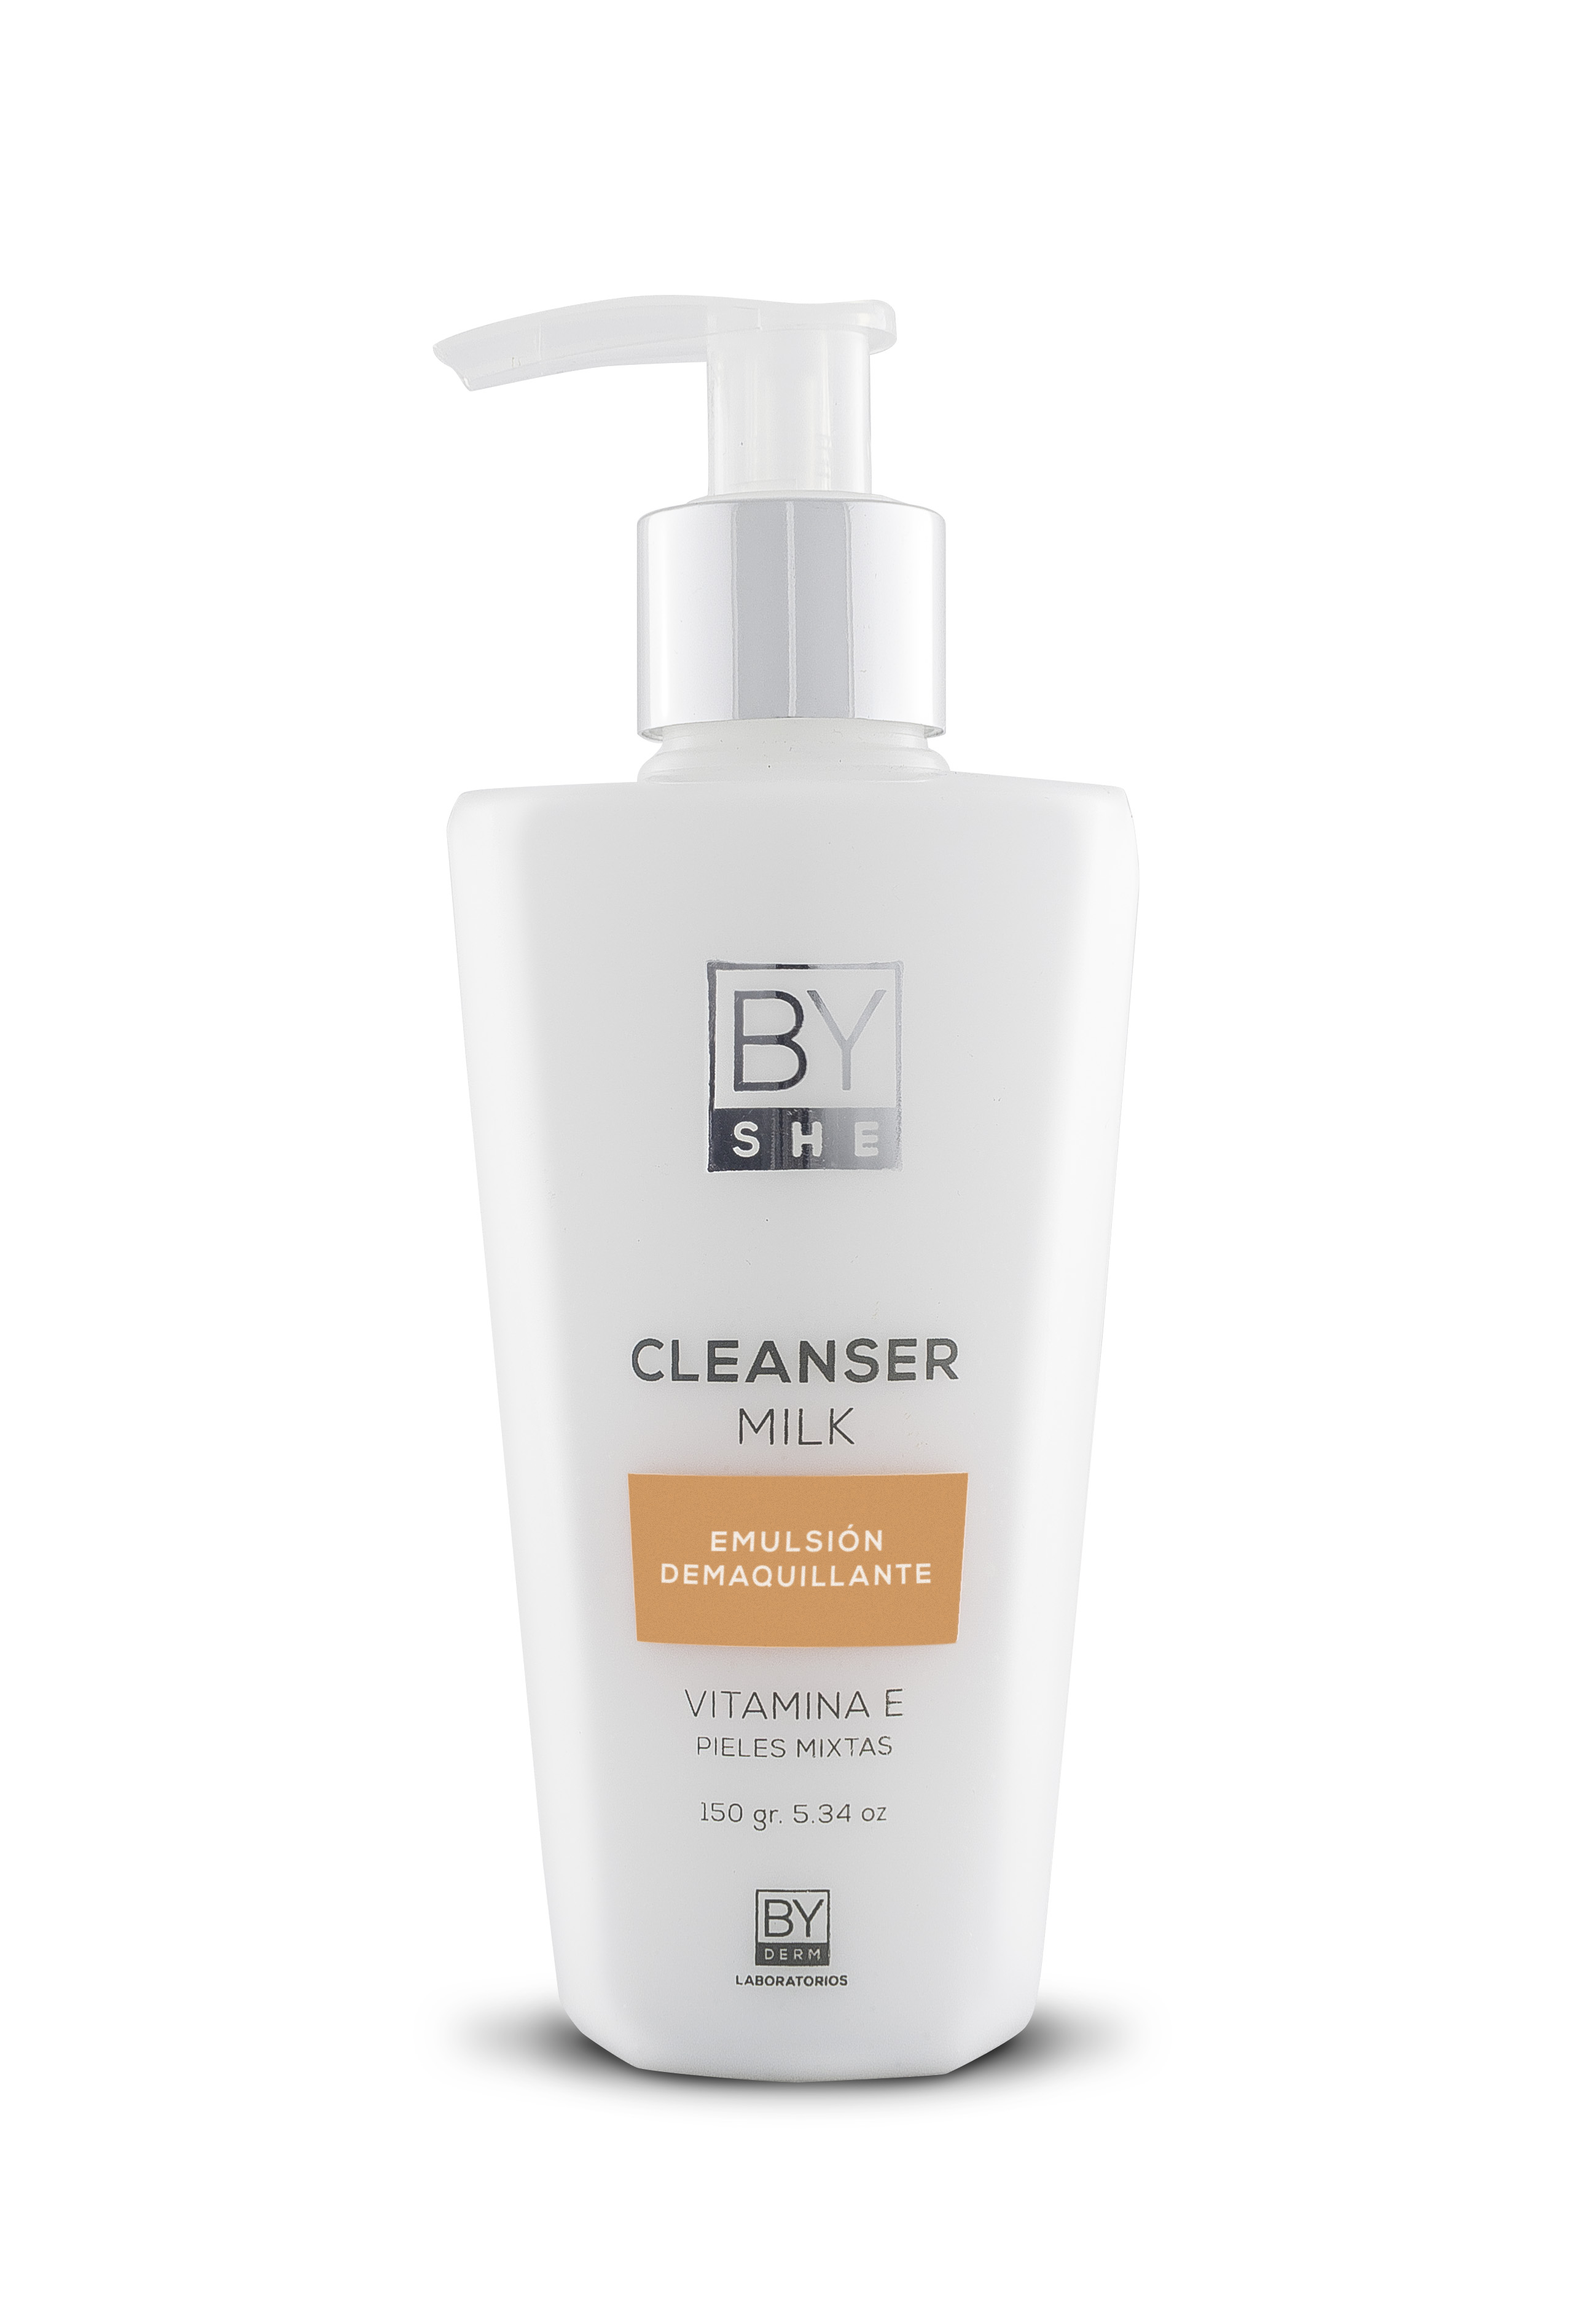 BY
SHE
CLEANSER
MILK
EMULSIÓN
DEMAQUILLANTE
VITAMINA E
PIELES MIXTAS
150 gr. 5.34 oz
BY
DERM
LABORATORIOS